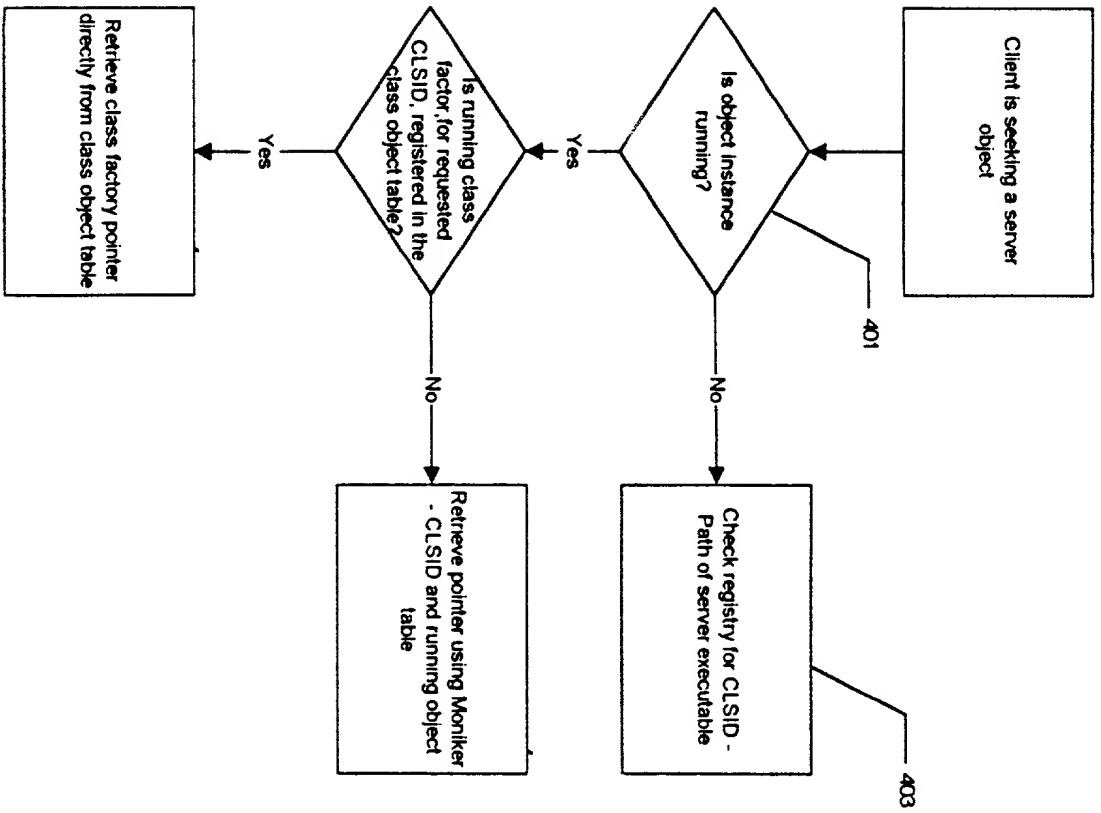 Client is seeking a server
object
401
Is object instance
running?
No
Check registry for CLSID -
Path of server executable
403
Yes
Is running class
factor,for requested
CLSID, registered in the
class object table?
No
Retrieve pointer using Moniker
- CLSID and running object
table
Yes
Retrieve class factory pointer
directly from class object table